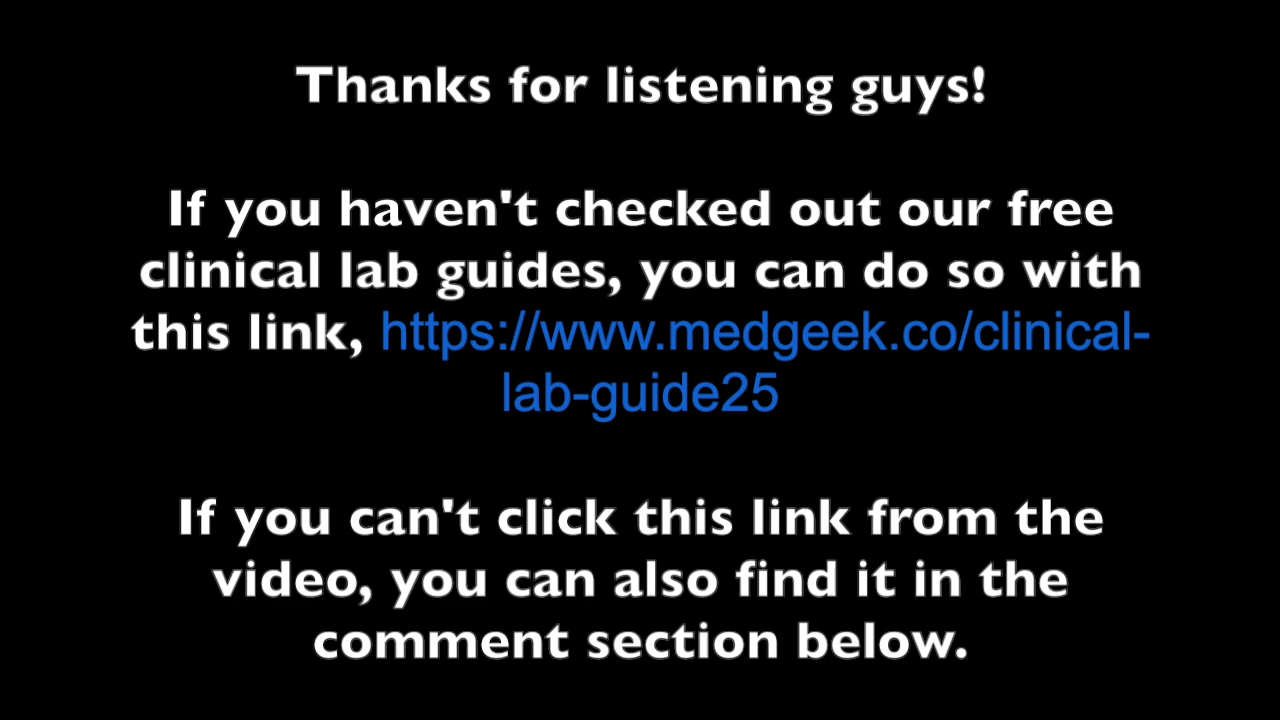 Thanks for listening guys!
If you haven't checked out our free
clinical lab guides, you can do so with
this link, https://www.medgeek.co/clinical-
lab-guide25
If you can't click this link from the
video, you can also find it in the
comment section below.